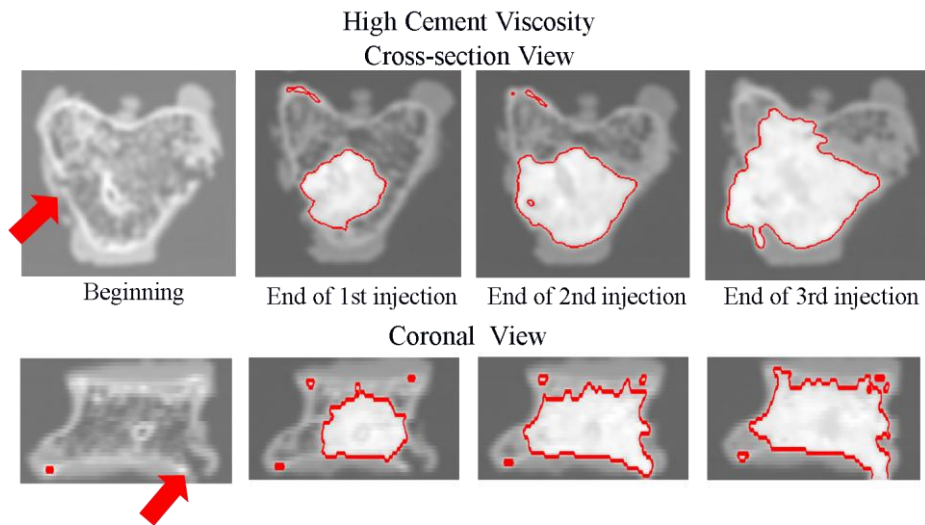 High Cement Viscosity
Cross-section View
Beginning
End of 1st injection
End of 2nd injection
End of 3rd injection
Coronal View